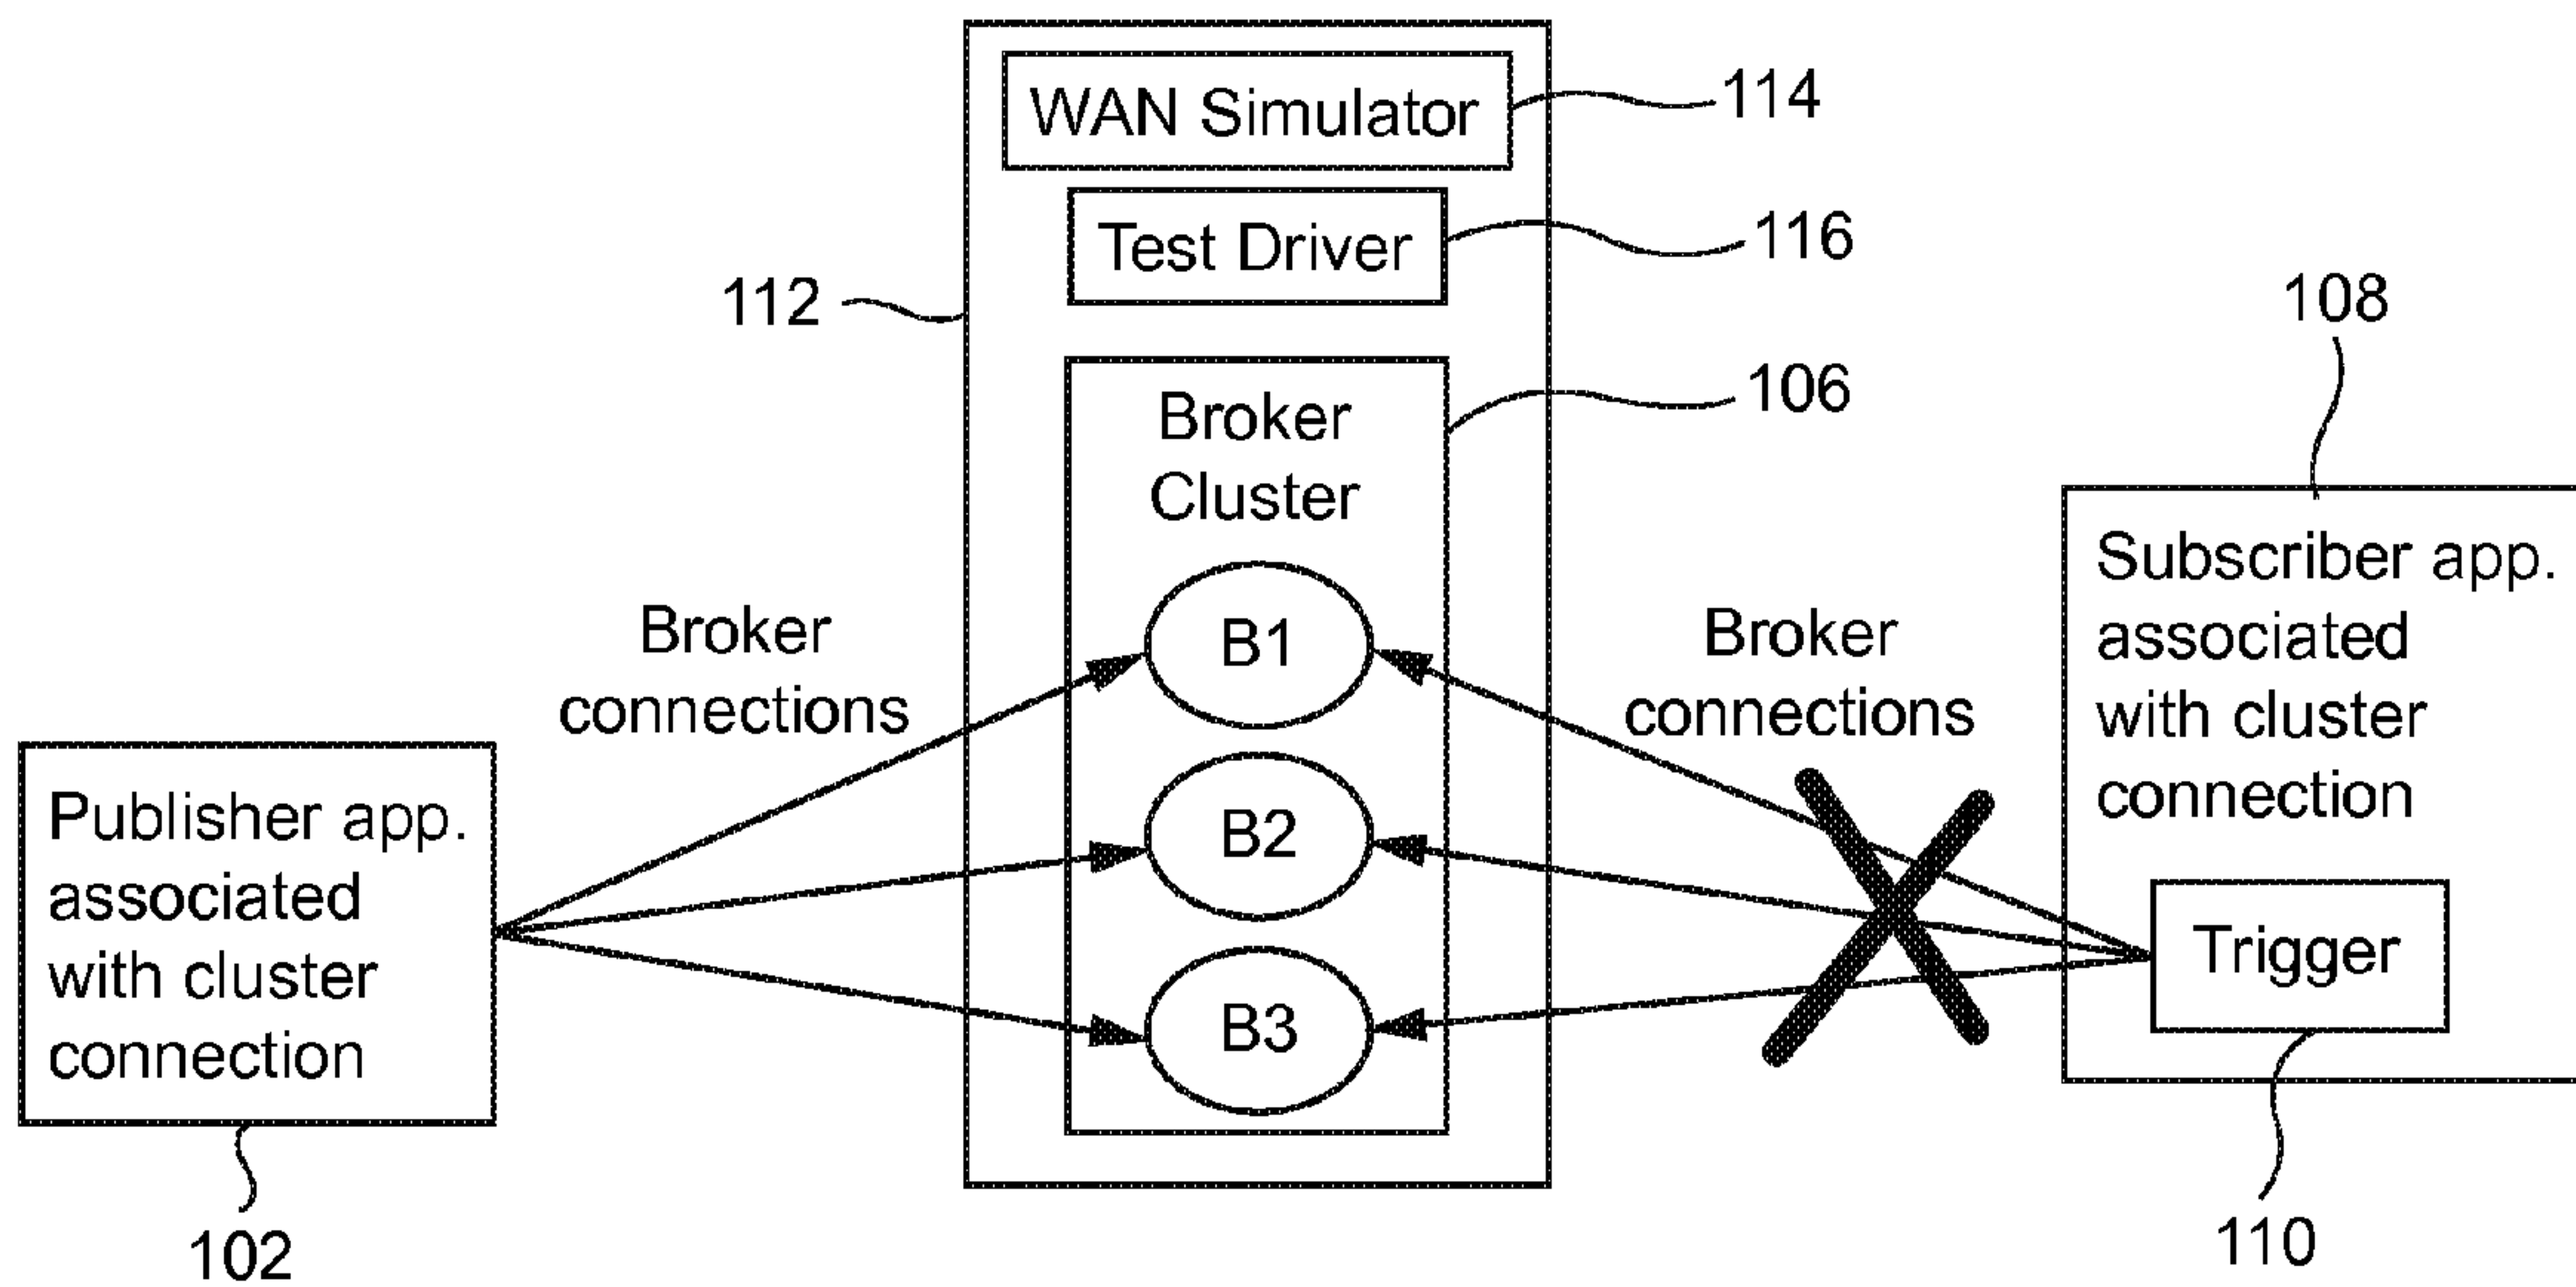 WAN Simulator
114
Test Driver
116
112
108
Broker
Cluster
106
Broker
connections
B1
B2
B3
Broker
connections
Subscriber app.
associated
with cluster
connection
Trigger
Publisher app.
associated
with cluster
connection
102
110